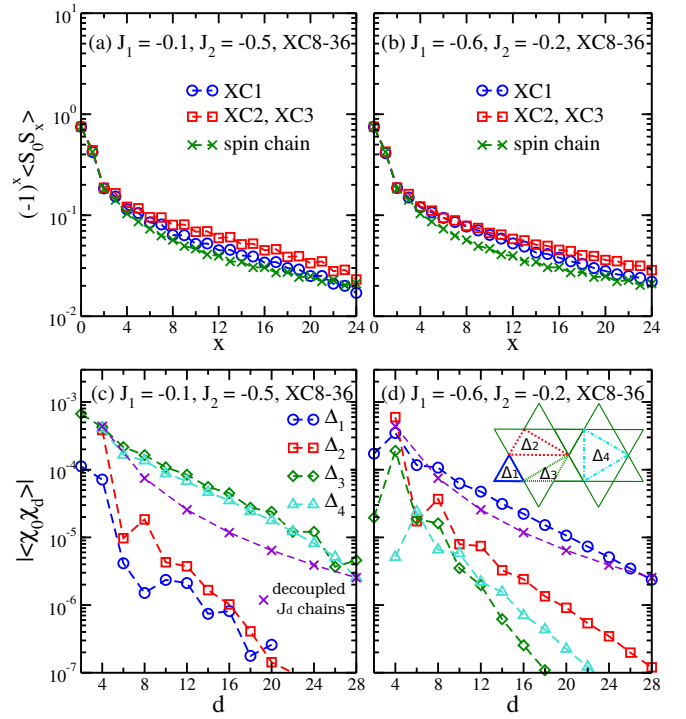 (a) J₁ = -0.1, J₂ = -0.5, XC8-36
(b) J₁ = -0.6, J₂ = -0.2, XC8-36
(-1)ˣ<S₀Sₓ>
10¹
10⁰
10⁻¹
10⁻²
XC1
XC2, XC3
spin chain
XC1
XC2, XC3
spin chain
0 4 8 12 16 20 24
0 4 8 12 16 20 24
x
x
(c) J₁ = -0.1, J₂ = -0.5, XC8-36
(d) J₁ = -0.6, J₂ = -0.2, XC8-36
|<χ₀χ_d>|
10⁻³
10⁻⁴
10⁻⁵
10⁻⁶
10⁻⁷
Δ₁
Δ₂
Δ₃
Δ₄
decoupled
J_d chains
Δ₁
Δ₂
Δ₃
Δ₄
0 4 8 12 16 20 24 28
4 8 12 16 20 24 28
d
d